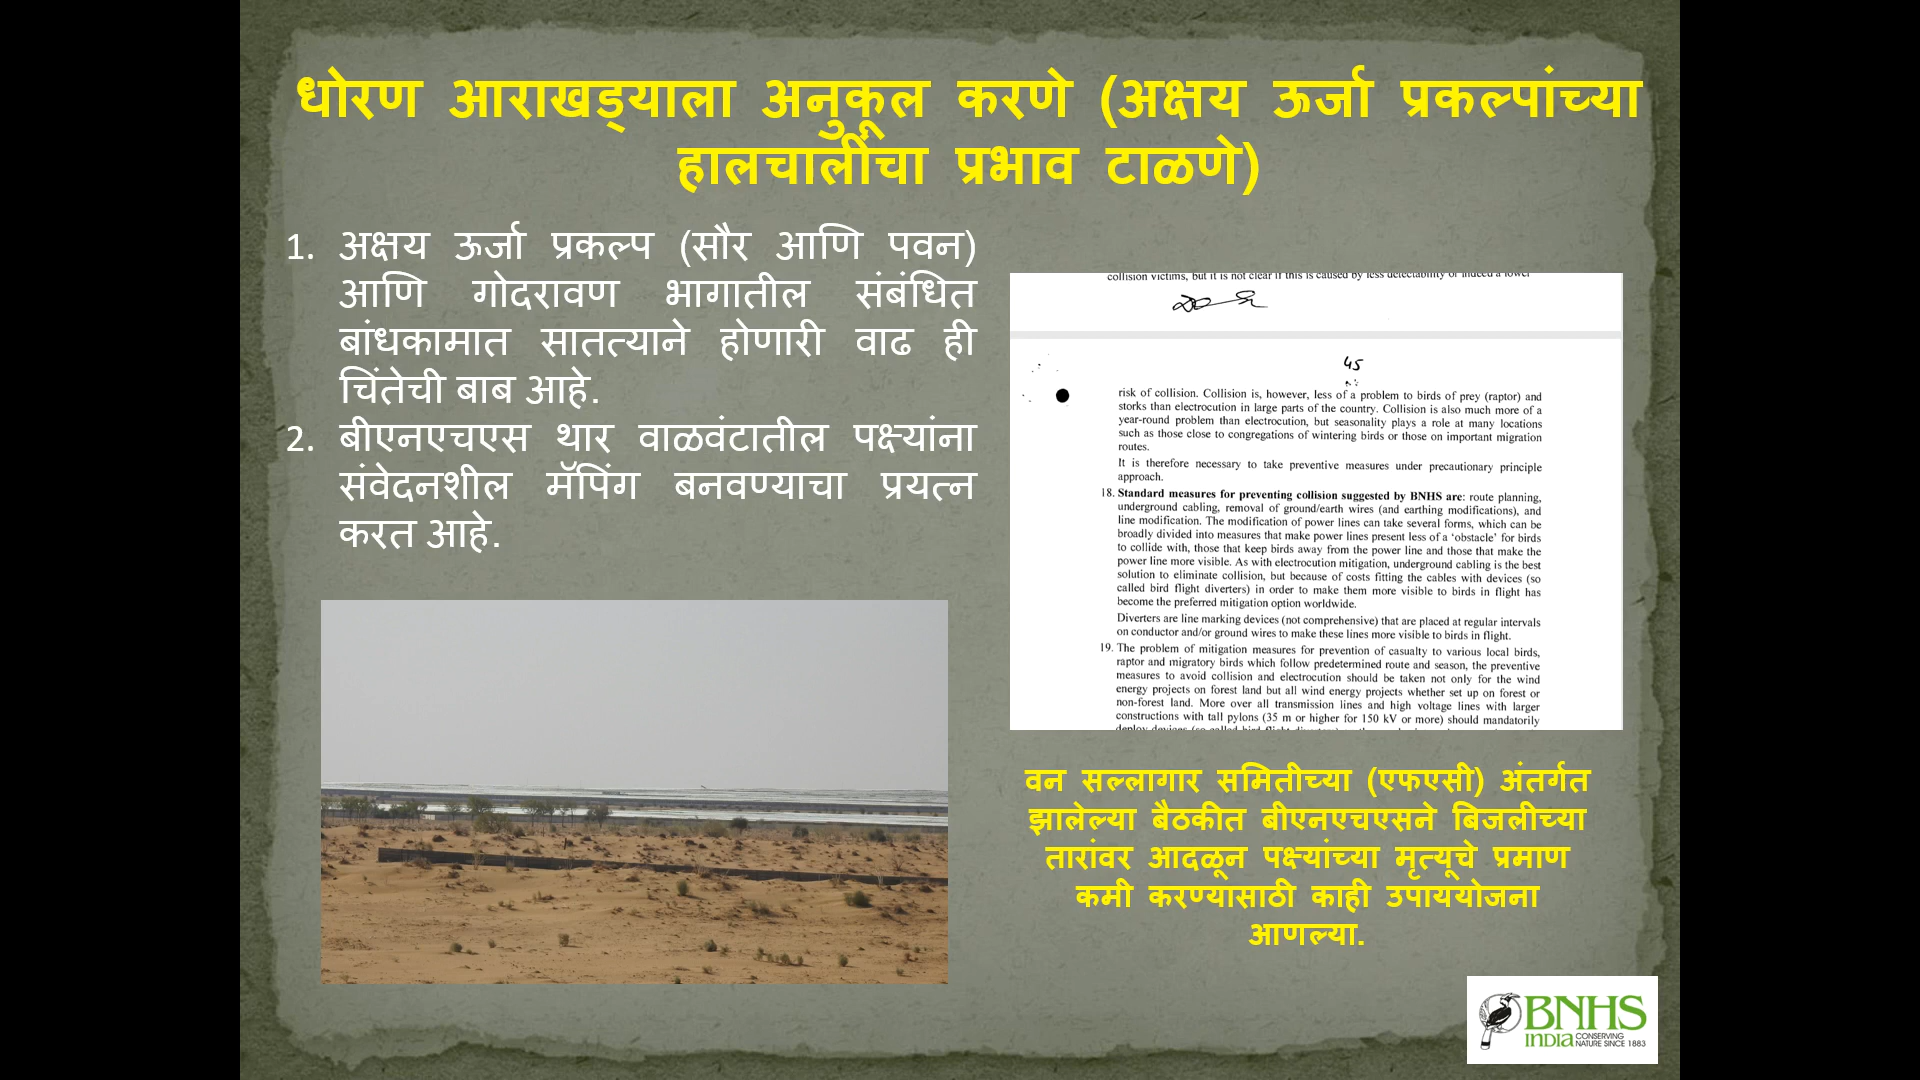 धोरण आराखड्याला अनुकूल करणे (अक्षय ऊर्जा प्रकल्पांच्या
हालचालींचा प्रभाव टाळणे)
1. अक्षय ऊर्जा प्रकल्प (सौर आणि पवन)
आणि गोदरावण भागातील संबंधित
बांधकामात सातत्याने होणारी वाढ ही
चिंतेची बाब आहे.
2. बीएनएचएस थार वाळवंटातील पक्ष्यांना
संवेदनशील मॅपिंग बनवण्याचा प्रयत्न
करत आहे.
collision victims, but it is not clear if this is caused by less detectability or indeed a lower
45
risk of collision. Collision is, however, less of a problem to birds of prey (raptor) and
storks than electrocution in large parts of the country. Collision is also much more of a
year-round problem than electrocution, but seasonality plays a role at many locations
such as those close to congregations of wintering birds or those on important migration
routes.
It is therefore necessary to take preventive measures under precautionary principle
approach.
18. Standard measures for preventing collision suggested by BNHS are: route planning,
underground cabling, removal of ground/earth wires (and earthing modifications), and
line modification. The modification of power lines can take several forms, which can be
broadly divided into measures that make power lines present less of a ‘obstacle’ for birds
to collide with, those that keep birds away from the power line and those that make the
power line more visible. As with electrocution mitigation, underground cabling is the best
solution to eliminate collision, but because of costs fitting the cables with devices (so
called bird flight diverters) in order to make them more visible to birds in flight has
become the preferred mitigation option worldwide.
Diverters are line marking devices (not comprehensive) that are placed at regular intervals
on conductor and/or ground wires to make these lines more visible to birds in flight.
19. The problem of mitigation measures for prevention of casualty to various local birds,
raptor and migratory birds which follow predetermined route and season, the preventive
measures to avoid collision and electrocution should be taken not only for the wind
energy projects on forest land but all wind energy projects whether set up on forest or
non-forest land. More over all transmission lines and high voltage lines with larger
constructions with tall pylons (35 m or higher for 150 kV or more) should mandatorily
वन सल्लागार समितीच्या (एफएसी) अंतर्गत
झालेल्या बैठकीत बीएनएचएसने बिजलीच्या
तारांवर आदळून पक्ष्यांच्या मृत्यूचे प्रमाण
कमी करण्यासाठी काही उपाययोजना
आणल्या.
BNHS
INDIA CONSERVING
NATURE SINCE 1883